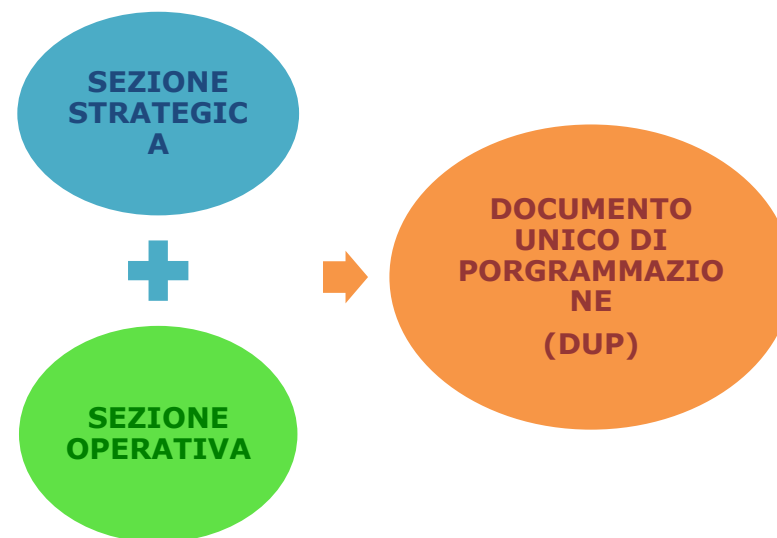 SEZIONE
STRATEGIC
A
SEZIONE
OPERATIVA
DOCUMENTO
UNICO DI
PORGRAMMAZIO
NE
(DUP)